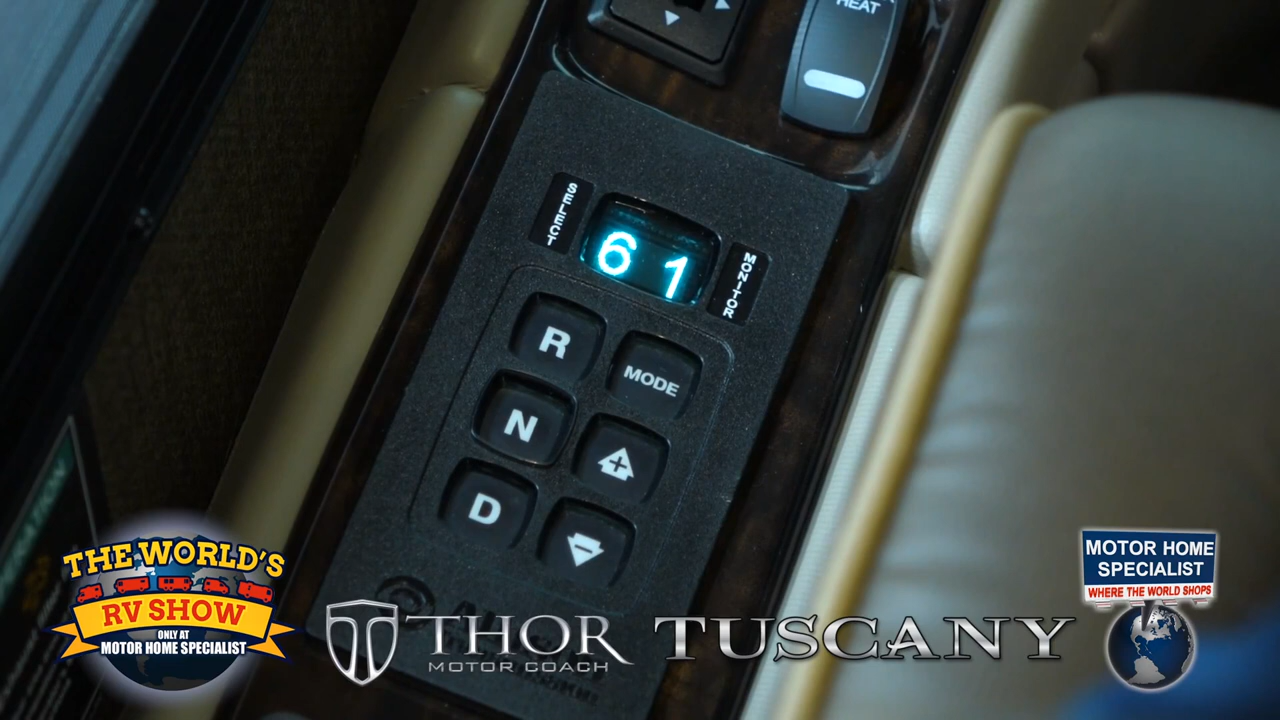 HEAT
SELECT
6 1
MONITOR
R
MODE
N
D
THE WORLD'S
RV SHOW
ONLY AT
MOTOR HOME SPECIALIST
THOR
MOTOR COACH
TUSCANY
MOTOR HOME
SPECIALIST
WHERE THE WORLD SHOPS